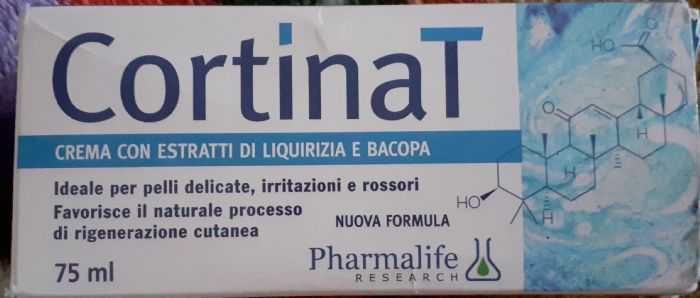 CortinaT
CREMA CON ESTRATTI DI LIQUIRIZIA E BACOPA
Ideale per pelli delicate, irritazioni e rossori
Favorisce il naturale processo
di rigenerazione cutanea
NUOVA FORMULA
75 ml
Pharmalife
RESEARCH
HO
O
O
HO